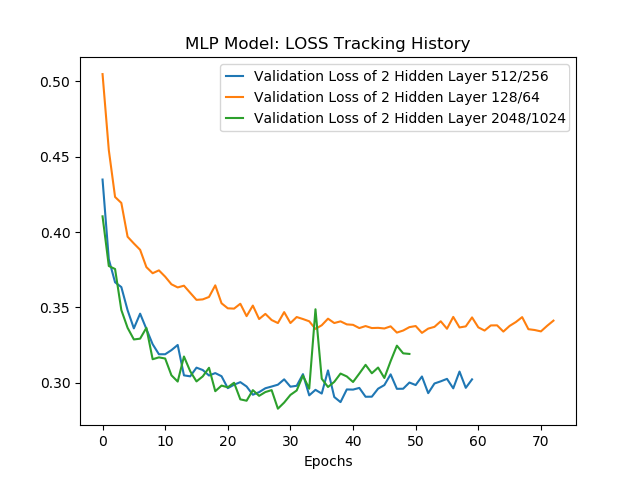 MLP Model: LOSS Tracking History
Validation Loss of 2 Hidden Layer 512/256
Validation Loss of 2 Hidden Layer 128/64
Validation Loss of 2 Hidden Layer 2048/1024
0.50
0.45
0.40
0.35
0.30
0 10 20 30 40 50 60 70
Epochs